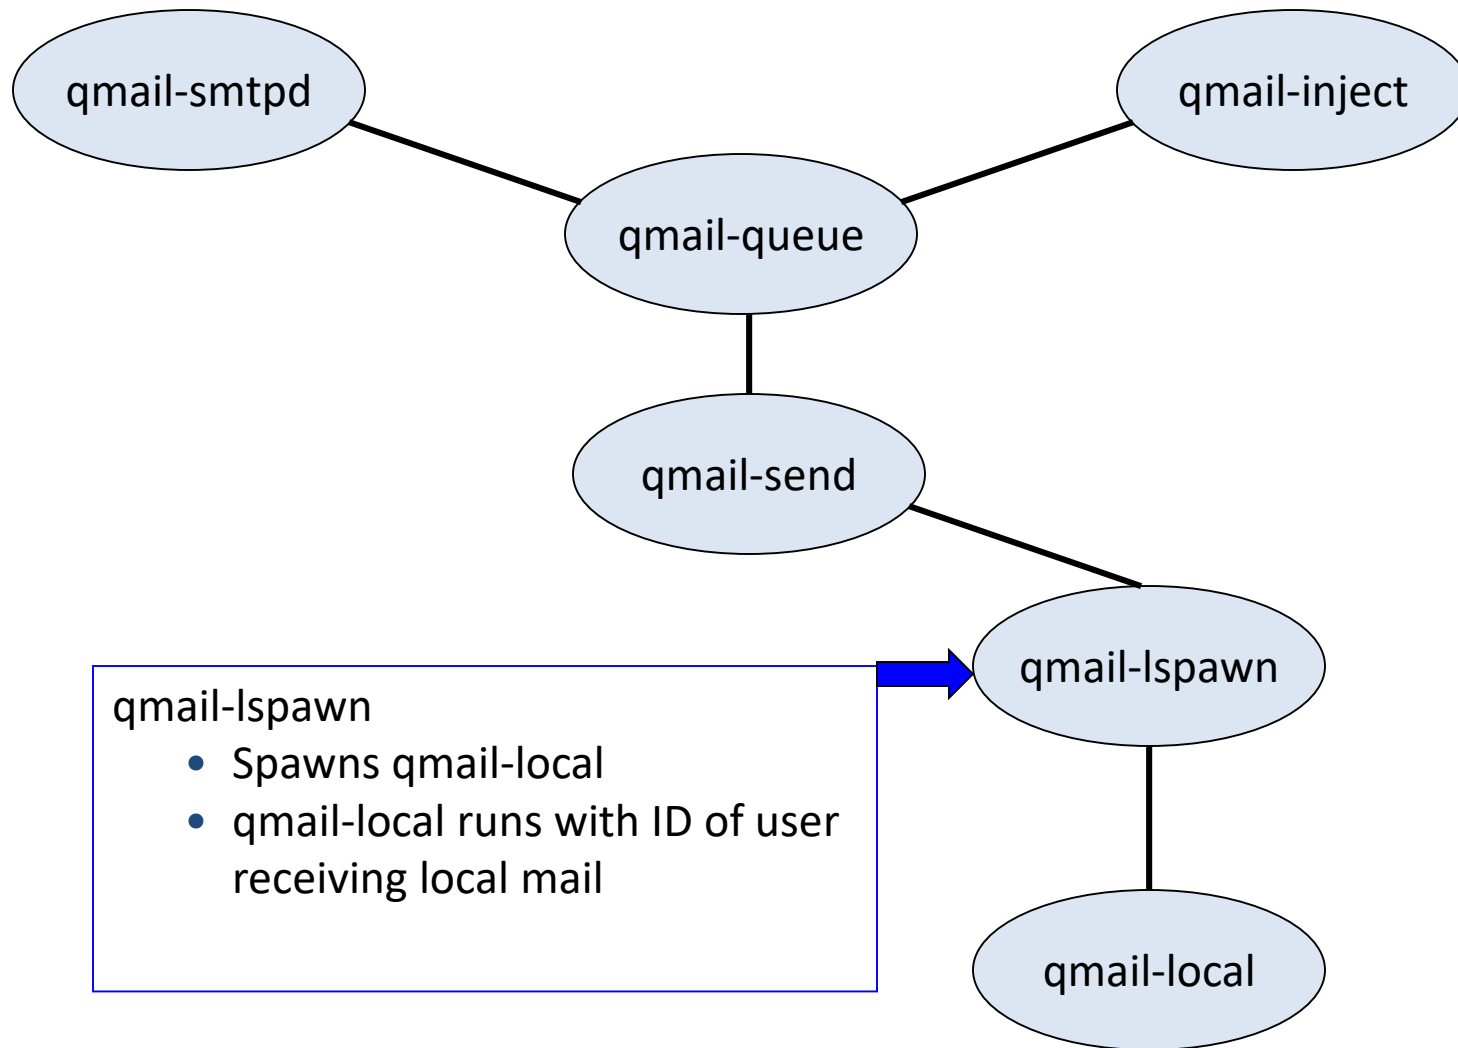 qmail-smtpd
qmail-inject
qmail-queue
qmail-send
qmail-lspawn
qmail-lspawn
• Spawns qmail-local
• qmail-local runs with ID of user
receiving local mail
qmail-local